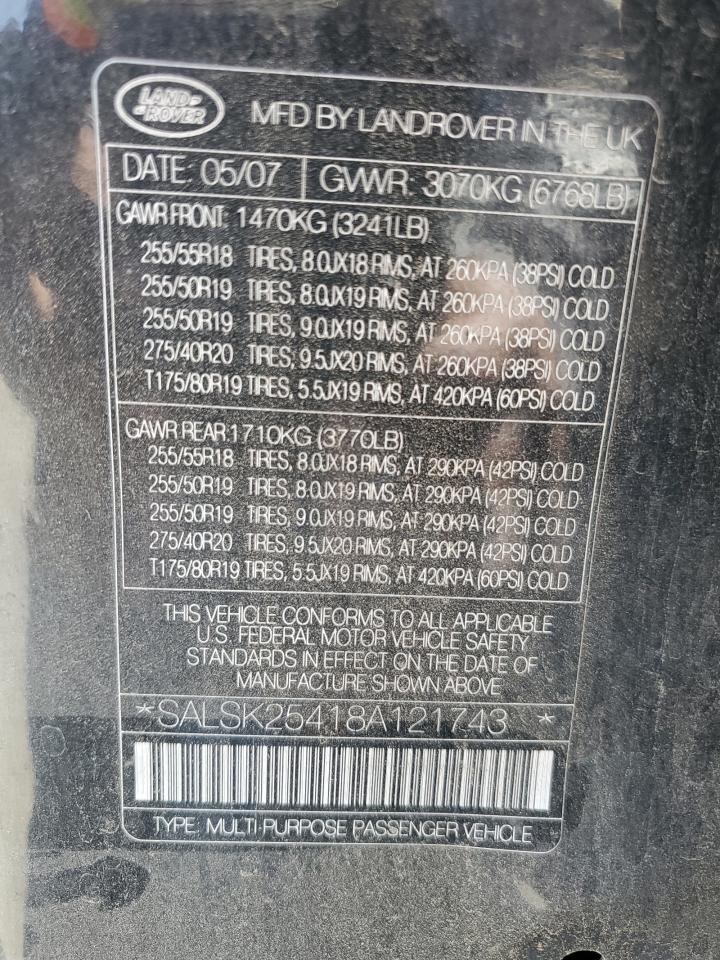 LAND-
-ROVER
MFD BY LANDROVER IN THE UK
DATE: 05/07 GVWR: 3070KG (6768LB)
GAWR FRONT: 1470KG (3241LB)
255/55R18 TIRES, 8.0JX18 RIMS, AT 260KPA (38PSI) COLD
255/50R19 TIRES, 8.0JX19 RIMS, AT 260KPA (38PSI) COLD
255/50R19 TIRES, 9.0JX19 RIMS, AT 260KPA (38PSI) COLD
275/40R20 TIRES, 9.5JX20 RIMS, AT 260KPA (38PSI) COLD
T175/80R19 TIRES, 5.5JX19 RIMS, AT 420KPA (60PSI) COLD
GAWR REAR: 1710KG (3770LB)
255/55R18 TIRES, 8.0JX18 RIMS, AT 290KPA (42PSI) COLD
255/50R19 TIRES, 8.0JX19 RIMS, AT 290KPA (42PSI) COLD
255/50R19 TIRES, 9.0JX19 RIMS, AT 290KPA (42PSI) COLD
275/40R20 TIRES, 9.5JX20 RIMS, AT 290KPA (42PSI) COLD
T175/80R19 TIRES, 5.5JX19 RIMS, AT 420KPA (60PSI) COLD
THIS VEHICLE CONFORMS TO ALL APPLICABLE
U.S. FEDERAL MOTOR VEHICLE SAFETY
STANDARDS IN EFFECT ON THE DATE OF
MANUFACTURE SHOWN ABOVE
*SALSK25418A121743 *
TYPE: MULTI-PURPOSE PASSENGER VEHICLE